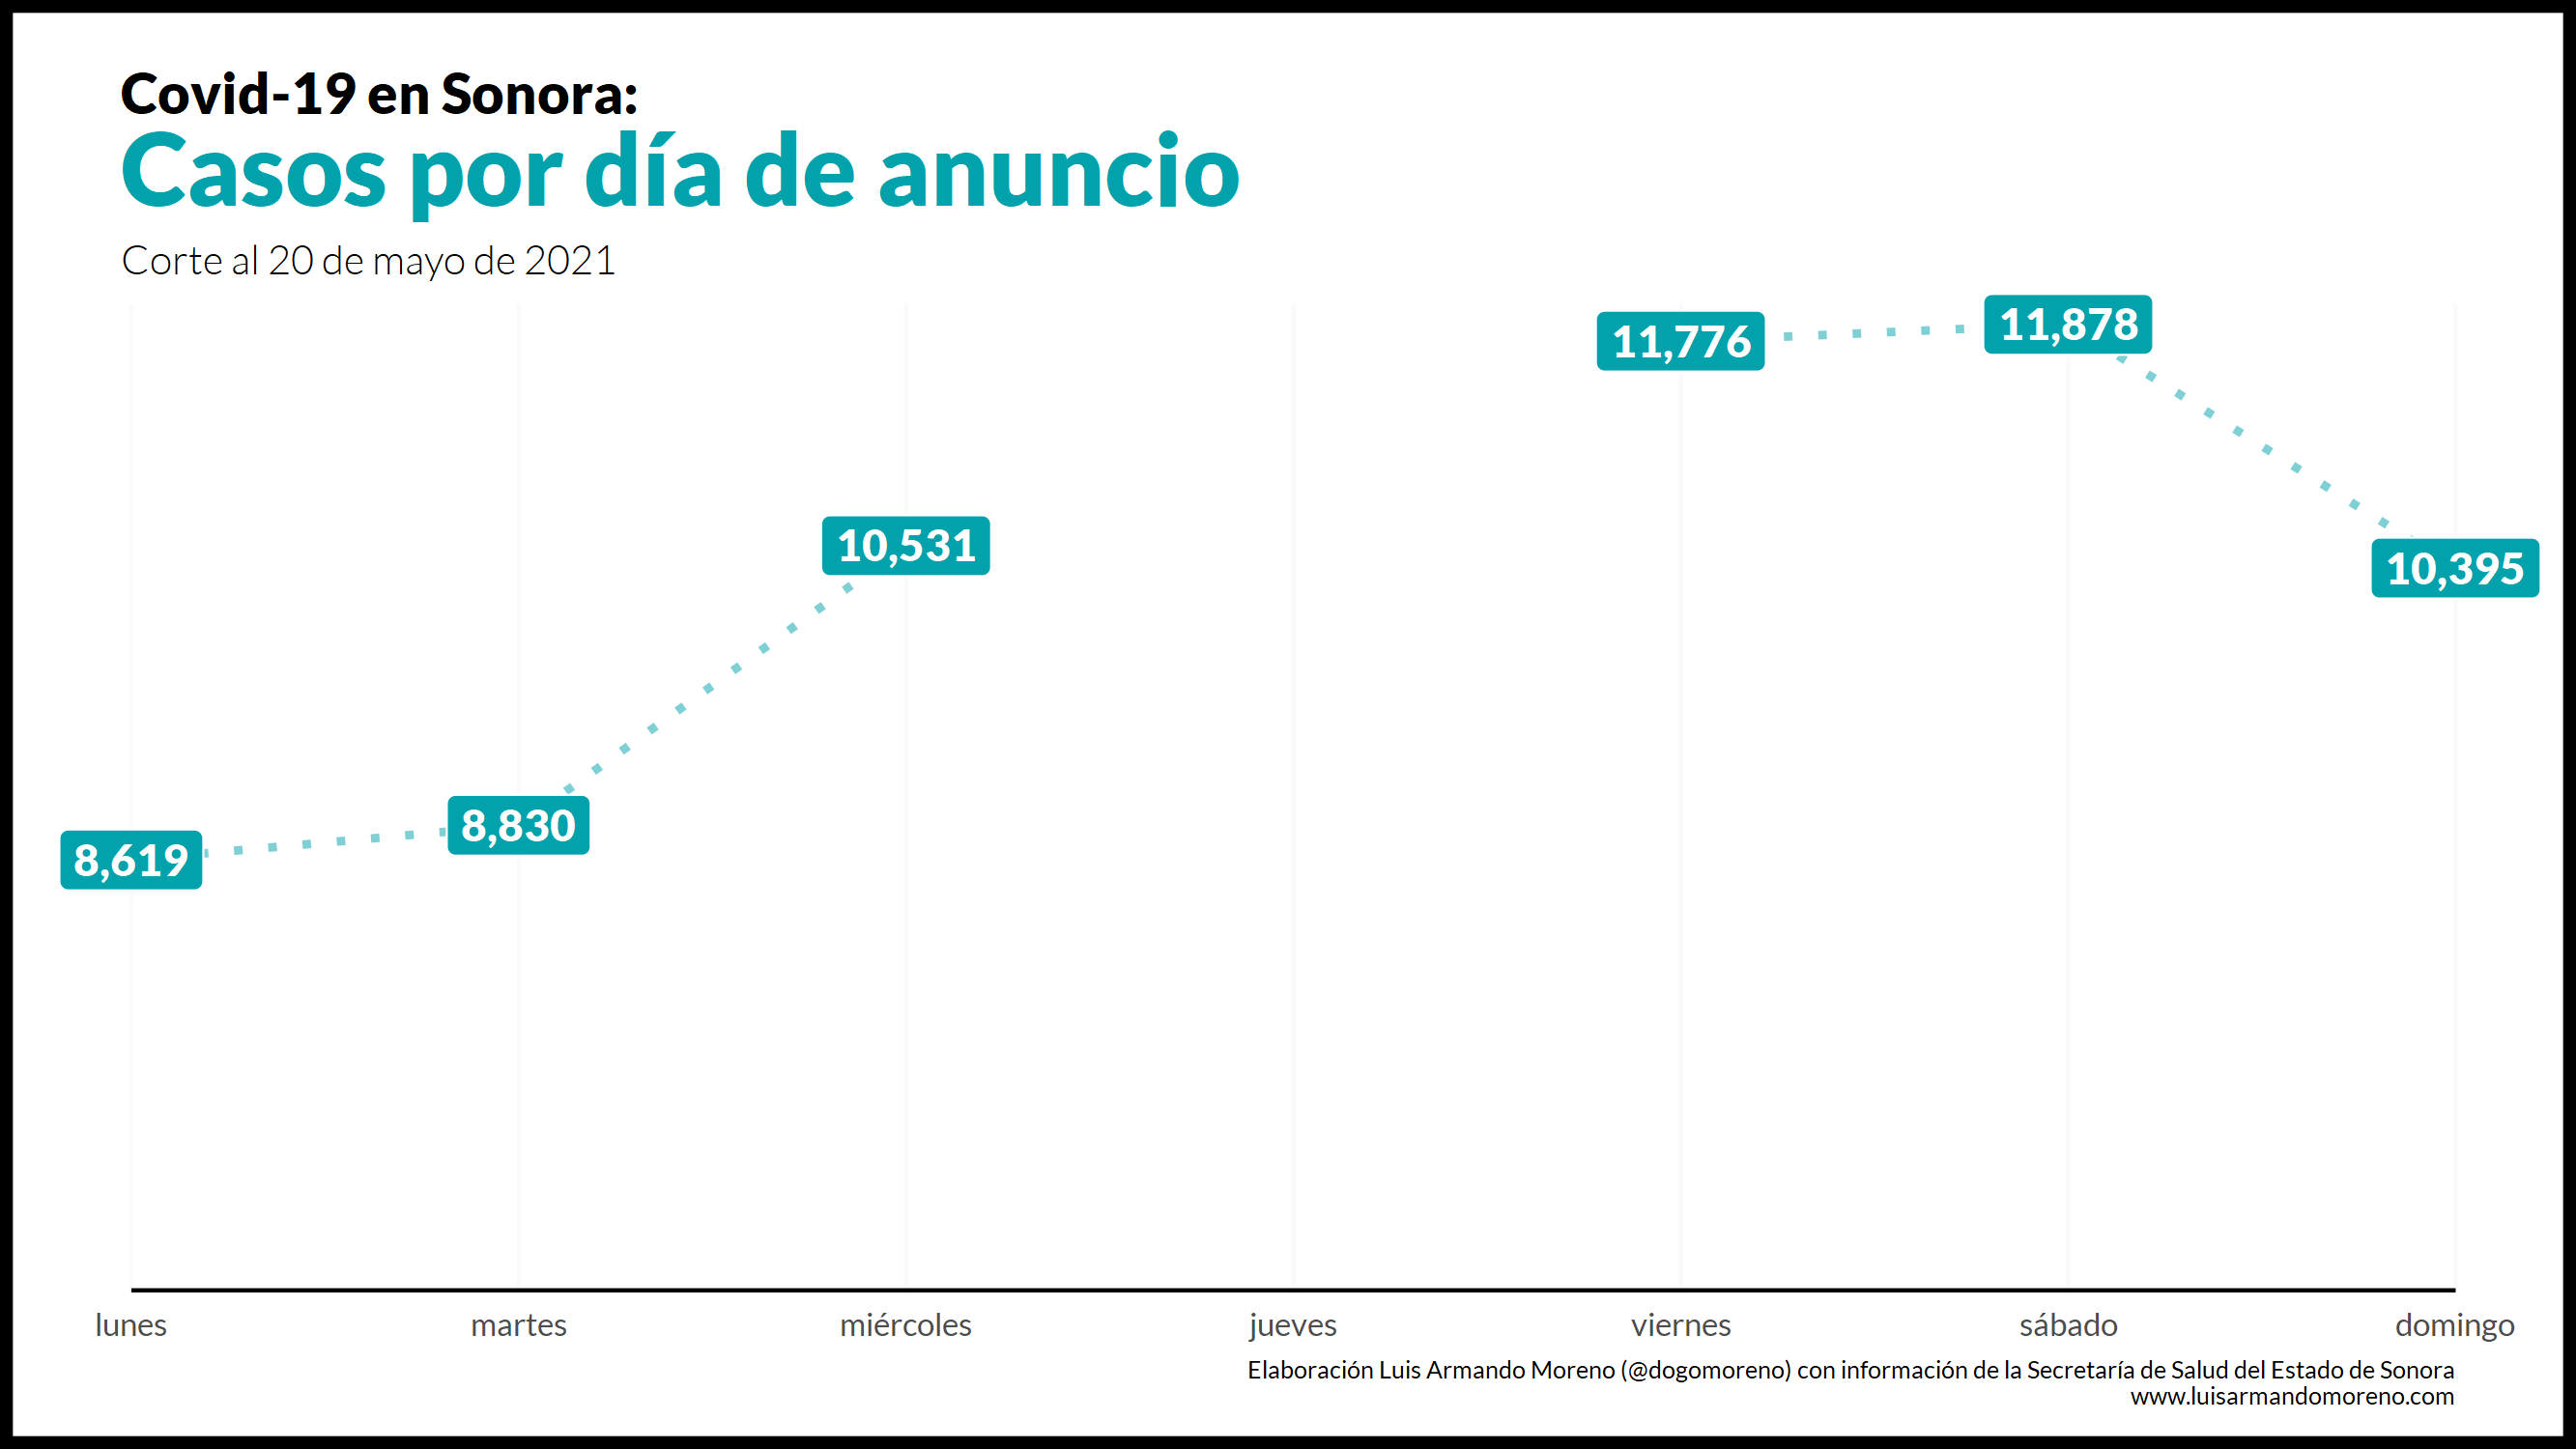 Covid-19 en Sonora:
Casos por día de anuncio
Corte al 20 de mayo de 2021
11,776
11,878
10,531
10,395
8,830
8,619
lunes martes miércoles jueves viernes sábado domingo
Elaboración Luis Armando Moreno (@dogomoreno) con información de la Secretaría de Salud del Estado de Sonora
www.luisarmandomoreno.com